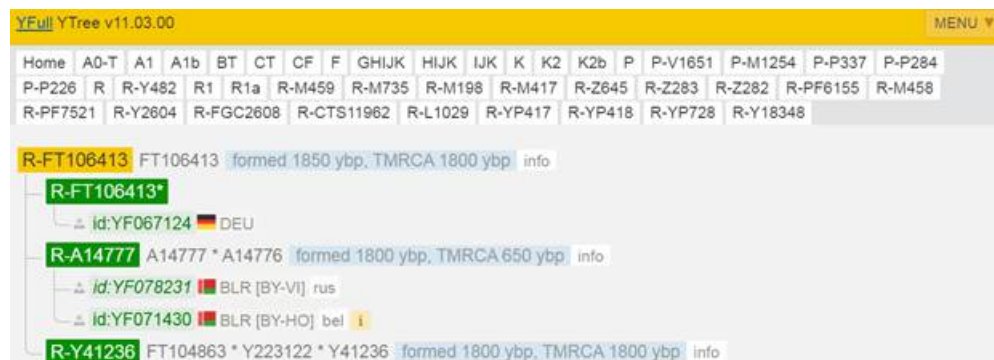 YFull YTree v11.03.00 MENU
Home A0-T A1 A1b BT CT CF F GHIJK HIJK IJK K K2 K2b P P-V1651 P-M1254 P-P337 P-P284
P-P226 R R-Y482 R1 R1a R-M459 R-M735 R-M198 R-M417 R-Z645 R-Z283 R-Z282 R-PF6155 R-M458
R-PF7521 R-Y2604 R-FGC2608 R-CTS11962 R-L1029 R-YP417 R-YP418 R-YP728 R-Y18348
R-FT106413 FT106413 formed 1850 ybp, TMRCA 1800 ybp info
R-FT106413*
id:YF067124 DEU
R-A14777 A14777 * A14776 formed 1800 ybp, TMRCA 650 ybp info
id:YF078231 BLR [BY-VI] rus
id:YF071430 BLR [BY-HO] bel i
R-Y41236 FT104863 * Y223122 * Y41236 formed 1800 ybp, TMRCA 1800 ybp info